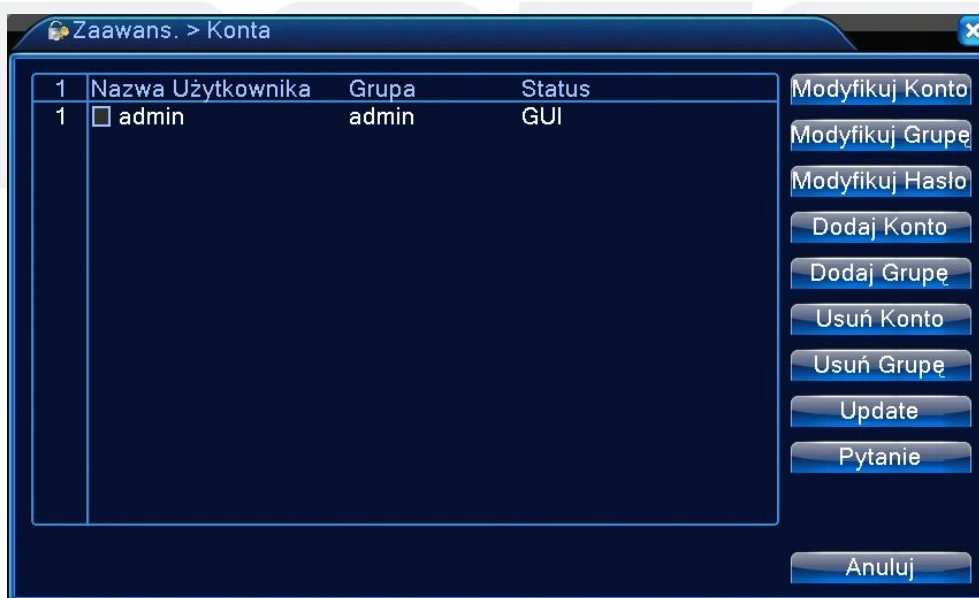 Zaawans. > Konta
1 Nazwa Użytkownika Grupa Status
1 admin admin GUI
Modyfikuj Konto
Modyfikuj Grupę
Modyfikuj Hasło
Dodaj Konto
Dodaj Grupę
Usuń Konto
Usuń Grupę
Update
Pytanie
Anuluj